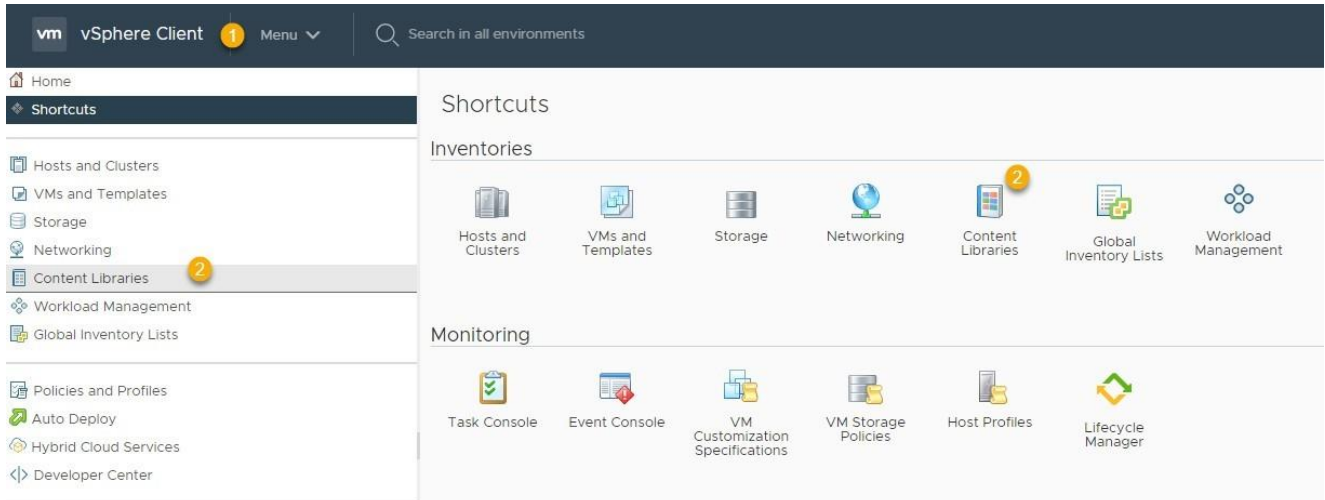 vm vSphere Client 1 Menu Search in all environments
Home
Shortcuts
Hosts and Clusters
VMs and Templates
Storage
Networking
Content Libraries 2
Workload Management
Global Inventory Lists
Policies and Profiles
Auto Deploy
Hybrid Cloud Services
Developer Center
Shortcuts
Inventories
2
Hosts and
Clusters
VMs and
Templates
Storage
Networking
Content
Libraries
Global
Inventory Lists
Workload
Management
Monitoring
Task Console
Event Console
VM
Customization
Specifications
VM Storage
Policies
Host Profiles
Lifecycle
Manager